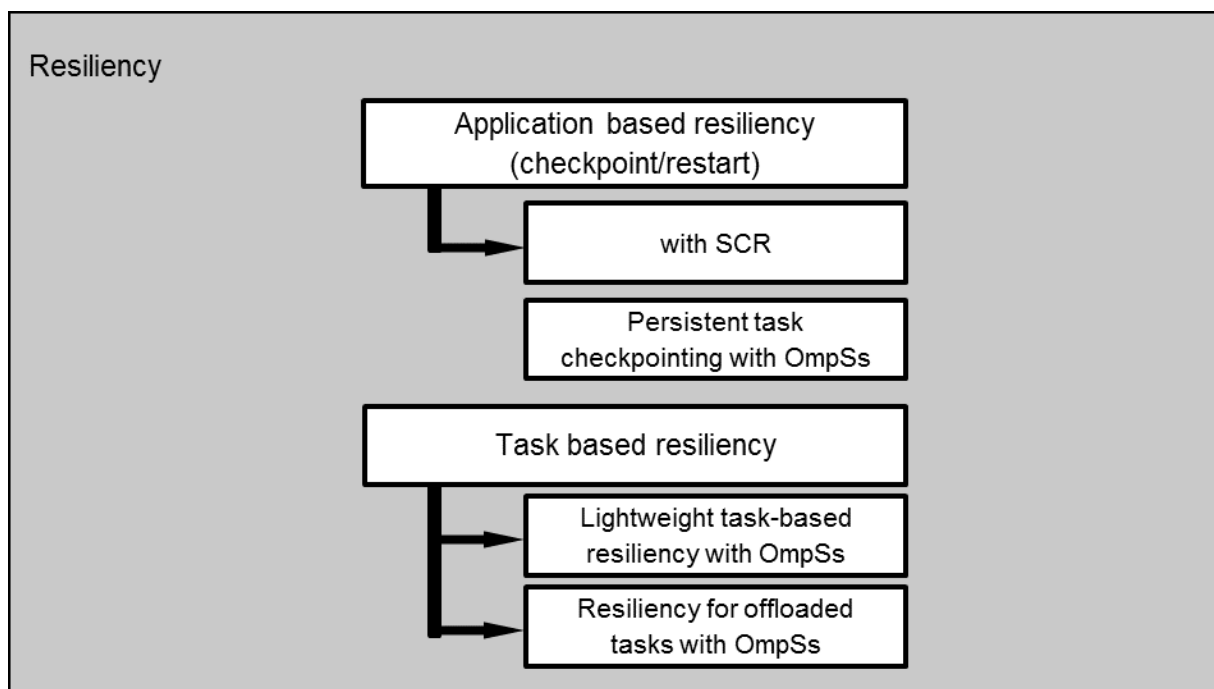 Resiliency
Application based resiliency
(checkpoint/restart)
with SCR
Persistent task
checkpointing with OmpSs
Task based resiliency
Lightweight task-based
resiliency with OmpSs
Resiliency for offloaded
tasks with OmpSs